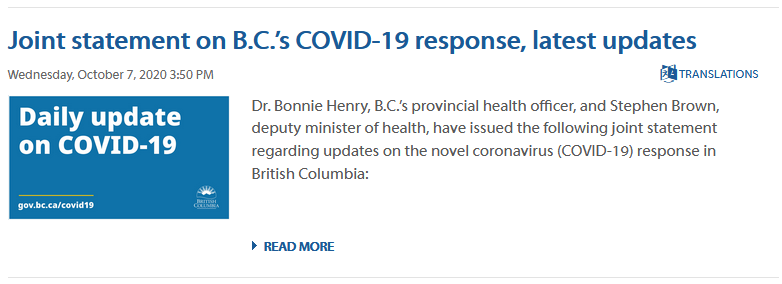 Joint statement on B.C.’s COVID-19 response, latest updates
Wednesday, October 7, 2020 3:50 PM
TRANSLATIONS
Daily update
on COVID-19
gov.bc.ca/covid19
BRITISH
COLUMBIA
Dr. Bonnie Henry, B.C.’s provincial health officer, and Stephen Brown,
deputy minister of health, have issued the following joint statement
regarding updates on the novel coronavirus (COVID-19) response in
British Columbia:
READ MORE